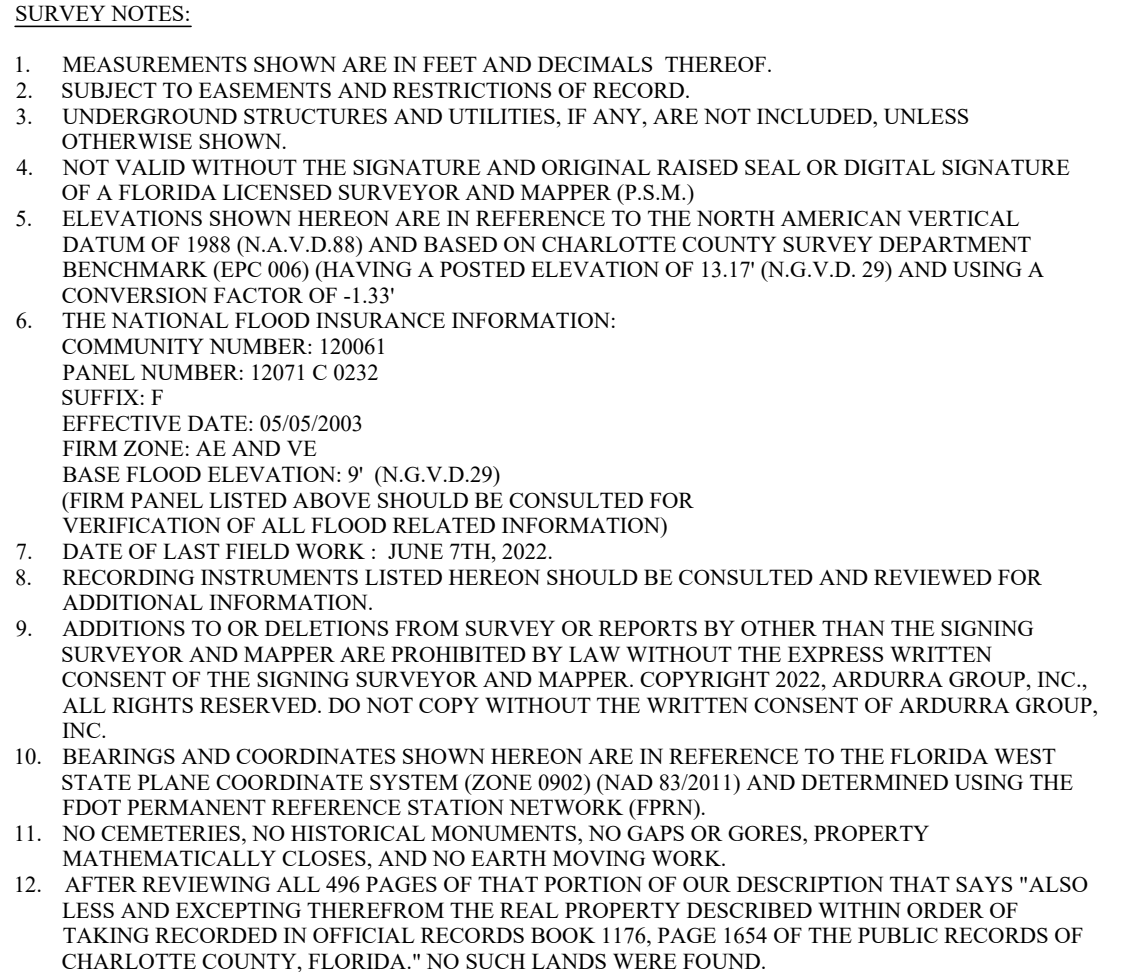 SURVEY NOTES:
1. MEASUREMENTS SHOWN ARE IN FEET AND DECIMALS THEREOF.
2. SUBJECT TO EASEMENTS AND RESTRICTIONS OF RECORD.
3. UNDERGROUND STRUCTURES AND UTILITIES, IF ANY, ARE NOT INCLUDED, UNLESS
OTHERWISE SHOWN.
4. NOT VALID WITHOUT THE SIGNATURE AND ORIGINAL RAISED SEAL OR DIGITAL SIGNATURE
OF A FLORIDA LICENSED SURVEYOR AND MAPPER (P.S.M.)
5. ELEVATIONS SHOWN HEREON ARE IN REFERENCE TO THE NORTH AMERICAN VERTICAL
DATUM OF 1988 (N.A.V.D.88) AND BASED ON CHARLOTTE COUNTY SURVEY DEPARTMENT
BENCHMARK (EPC 006) (HAVING A POSTED ELEVATION OF 13.17' (N.G.V.D. 29) AND USING A
CONVERSION FACTOR OF -1.33'
6. THE NATIONAL FLOOD INSURANCE INFORMATION:
COMMUNITY NUMBER: 120061
PANEL NUMBER: 12071 C 0232
SUFFIX: F
EFFECTIVE DATE: 05/05/2003
FIRM ZONE: AE AND VE
BASE FLOOD ELEVATION: 9' (N.G.V.D.29)
(FIRM PANEL LISTED ABOVE SHOULD BE CONSULTED FOR
VERIFICATION OF ALL FLOOD RELATED INFORMATION)
7. DATE OF LAST FIELD WORK : JUNE 7TH, 2022.
8. RECORDING INSTRUMENTS LISTED HEREON SHOULD BE CONSULTED AND REVIEWED FOR
ADDITIONAL INFORMATION.
9. ADDITIONS TO OR DELETIONS FROM SURVEY OR REPORTS BY OTHER THAN THE SIGNING
SURVEYOR AND MAPPER ARE PROHIBITED BY LAW WITHOUT THE EXPRESS WRITTEN
CONSENT OF THE SIGNING SURVEYOR AND MAPPER. COPYRIGHT 2022, ARDURRA GROUP, INC.,
ALL RIGHTS RESERVED. DO NOT COPY WITHOUT THE WRITTEN CONSENT OF ARDURRA GROUP,
INC.
10. BEARINGS AND COORDINATES SHOWN HEREON ARE IN REFERENCE TO THE FLORIDA WEST
STATE PLANE COORDINATE SYSTEM (ZONE 0902) (NAD 83/2011) AND DETERMINED USING THE
FDOT PERMANENT REFERENCE STATION NETWORK (FPRN).
11. NO CEMETERIES, NO HISTORICAL MONUMENTS, NO GAPS OR GORES, PROPERTY
MATHEMATICALLY CLOSES, AND NO EARTH MOVING WORK.
12. AFTER REVIEWING ALL 496 PAGES OF THAT PORTION OF OUR DESCRIPTION THAT SAYS "ALSO
LESS AND EXCEPTING THEREFROM THE REAL PROPERTY DESCRIBED WITHIN ORDER OF
TAKING RECORDED IN OFFICIAL RECORDS BOOK 1176, PAGE 1654 OF THE PUBLIC RECORDS OF
CHARLOTTE COUNTY, FLORIDA." NO SUCH LANDS WERE FOUND.